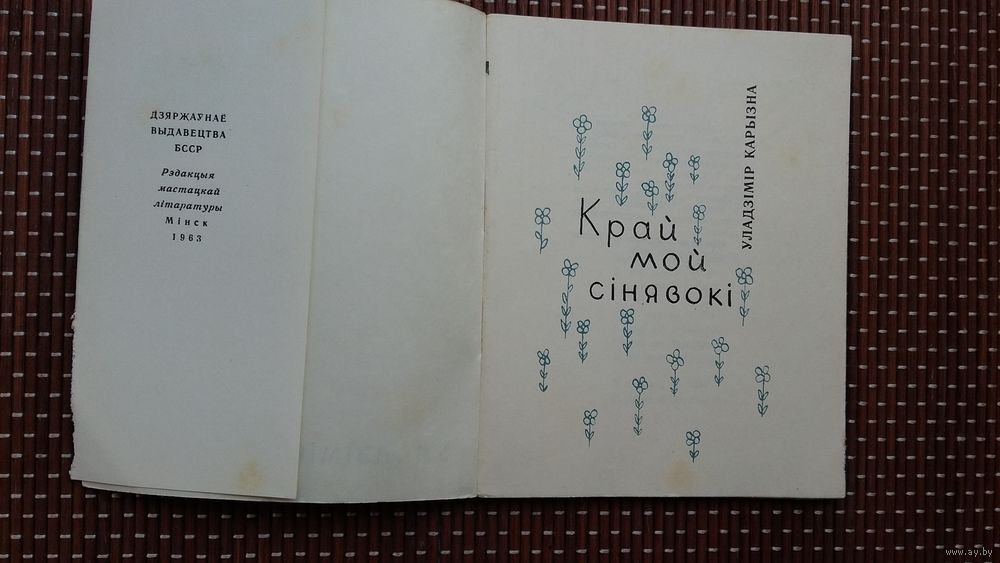 ДЗЯРЖАЎНАЕ
ВЫДАВЕЦТВА
БССР
Рэдакцыя
мастацкай
літаратуры
Мінск
1963
УЛАДЗІМІР КАРЫЗНА
Край
мой
сінявокі
www.ay.by